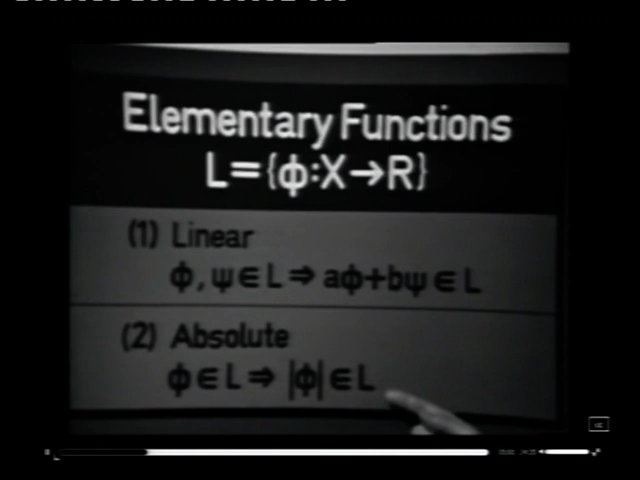 Elementary Functions
L={ϕ:X→R}
(1) Linear
ϕ,ψ∈L⇒aϕ+bψ∈L
(2) Absolute
ϕ∈L⇒|ϕ|∈L